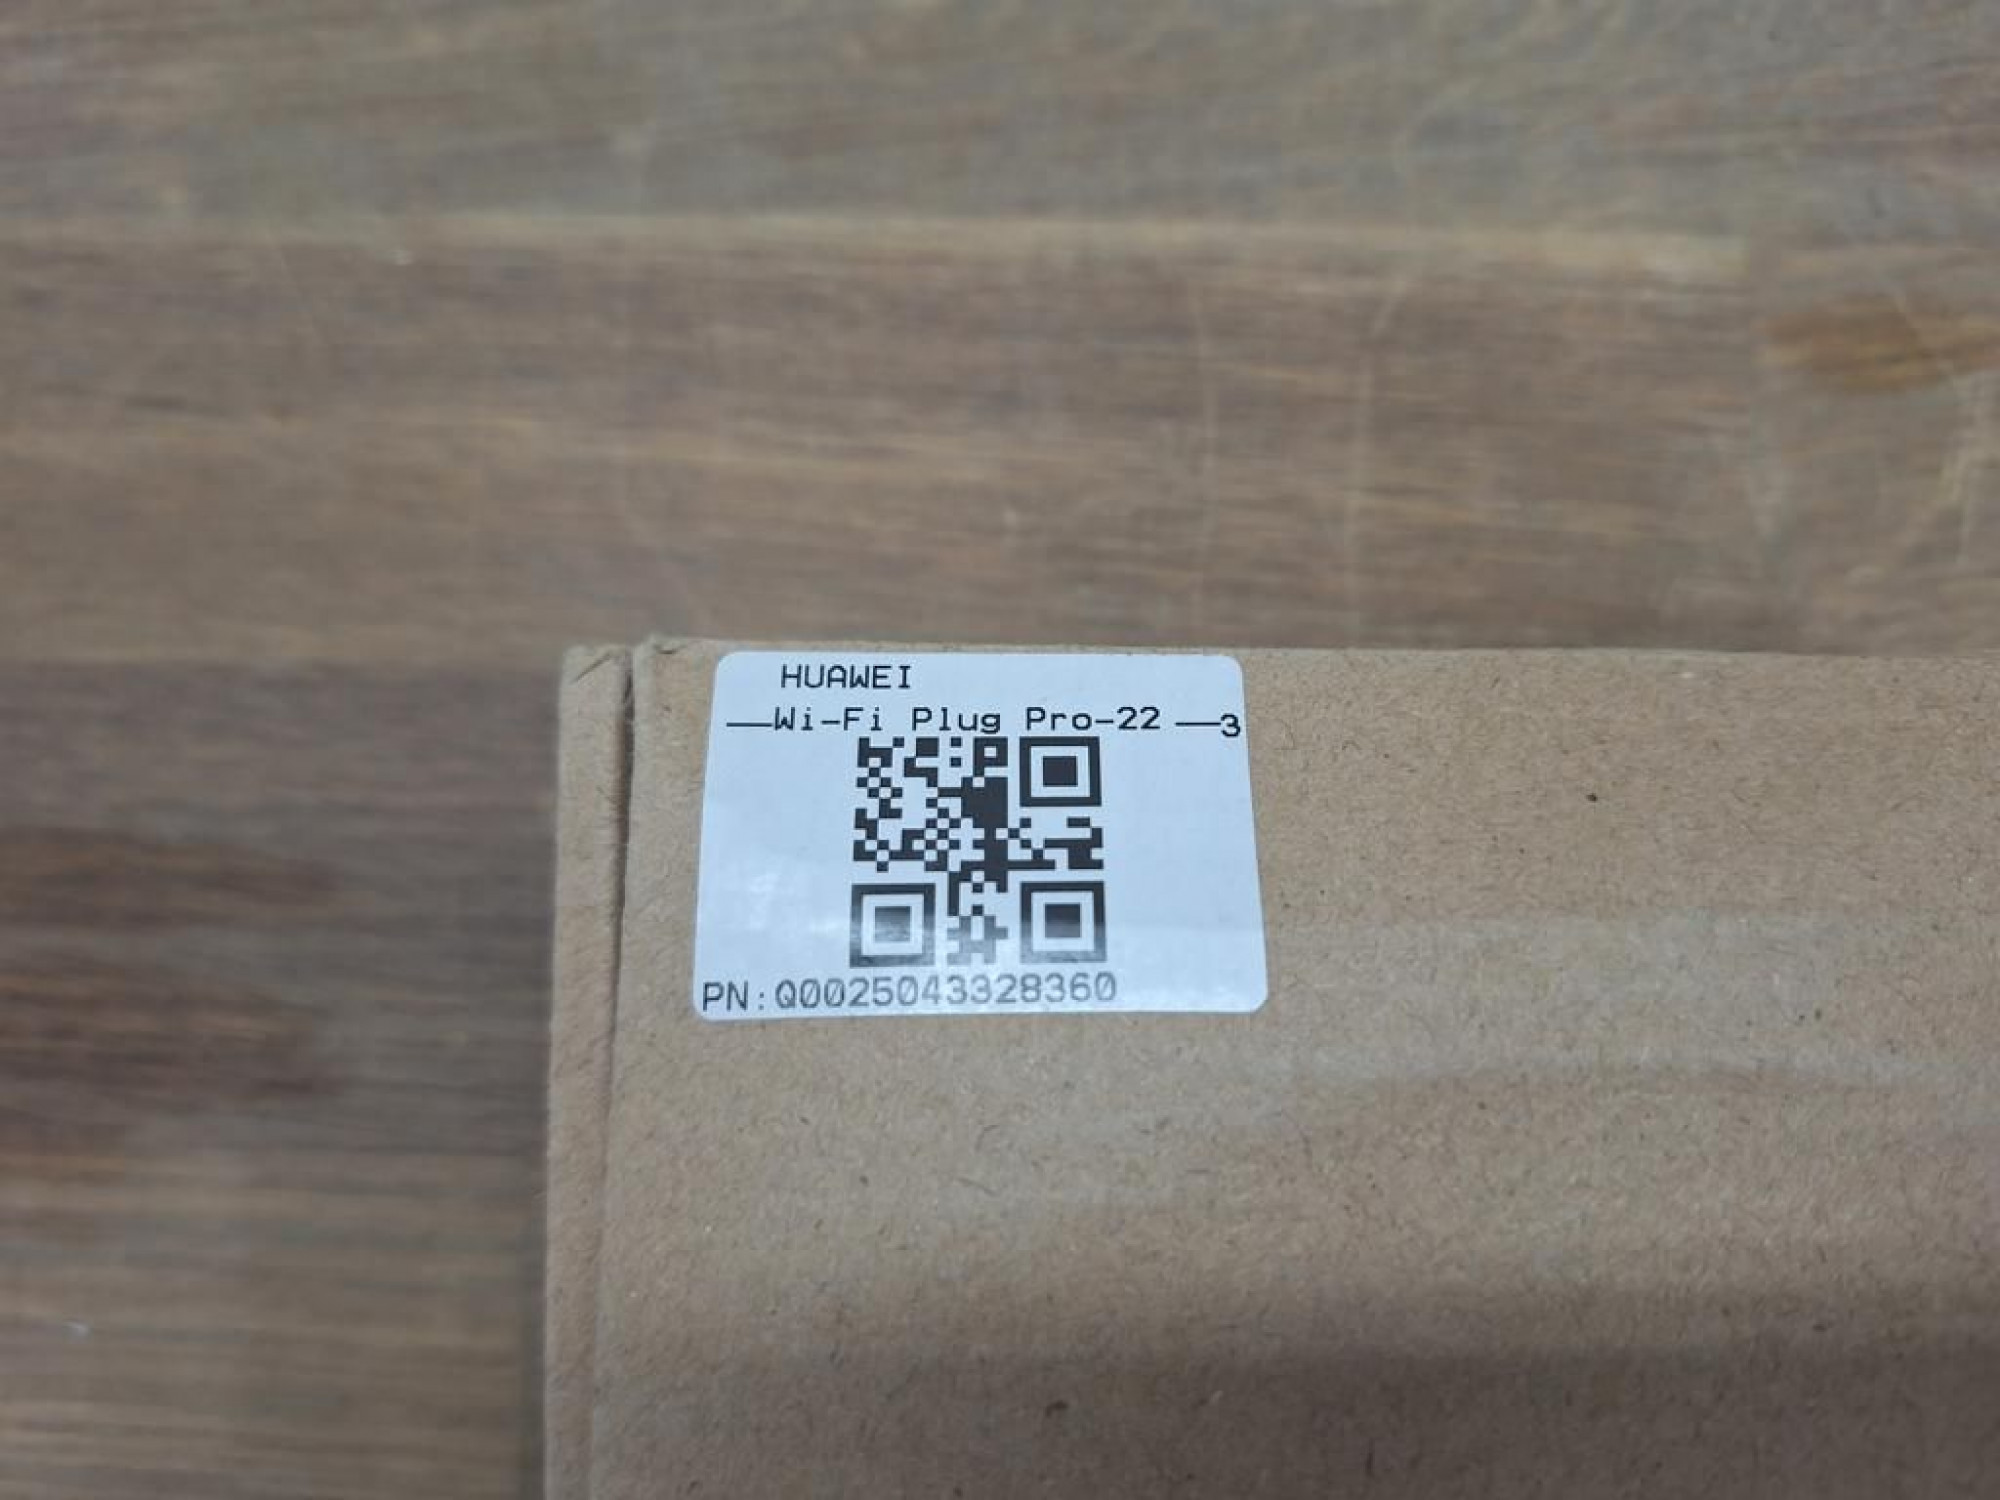 HUAWEI
—Wi-Fi Plug Pro-22 —3
PN:Q0025043328360